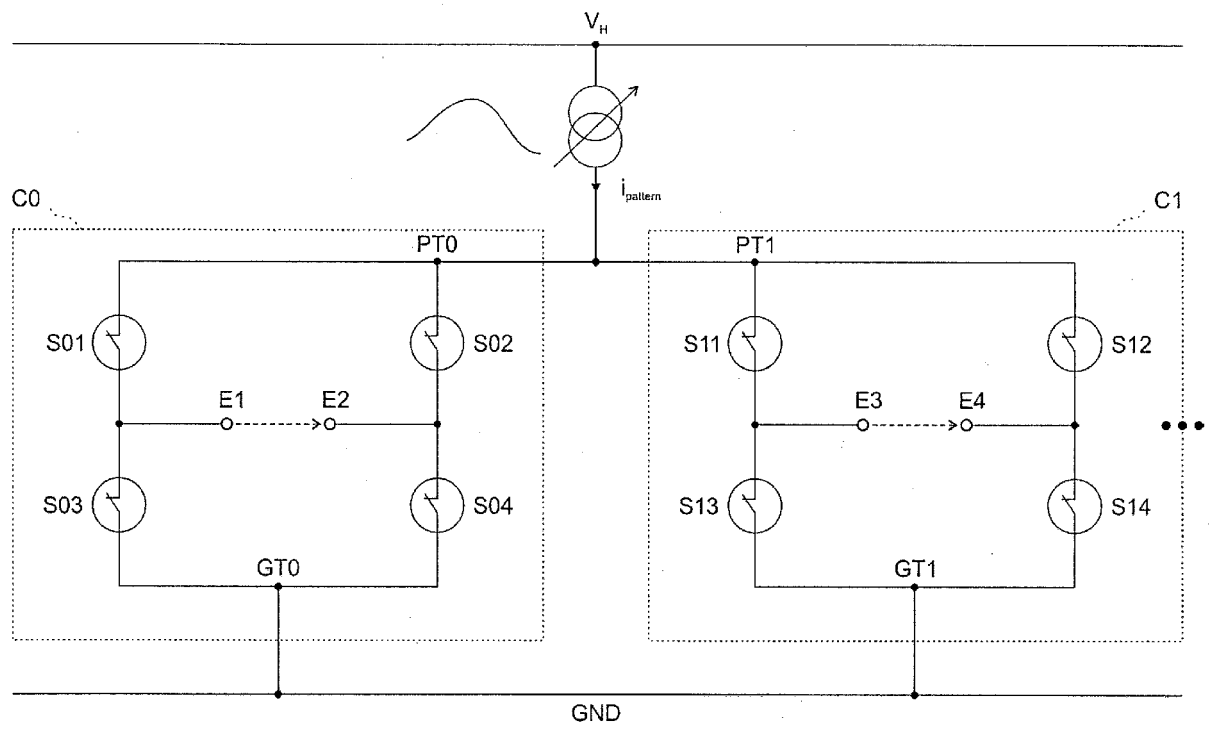 V_H
i_pattern
C0
C1
PT0
PT1
S01
S02
S11
S12
E1
E2
E3
E4
S03
S04
S13
S14
GT0
GT1
GND